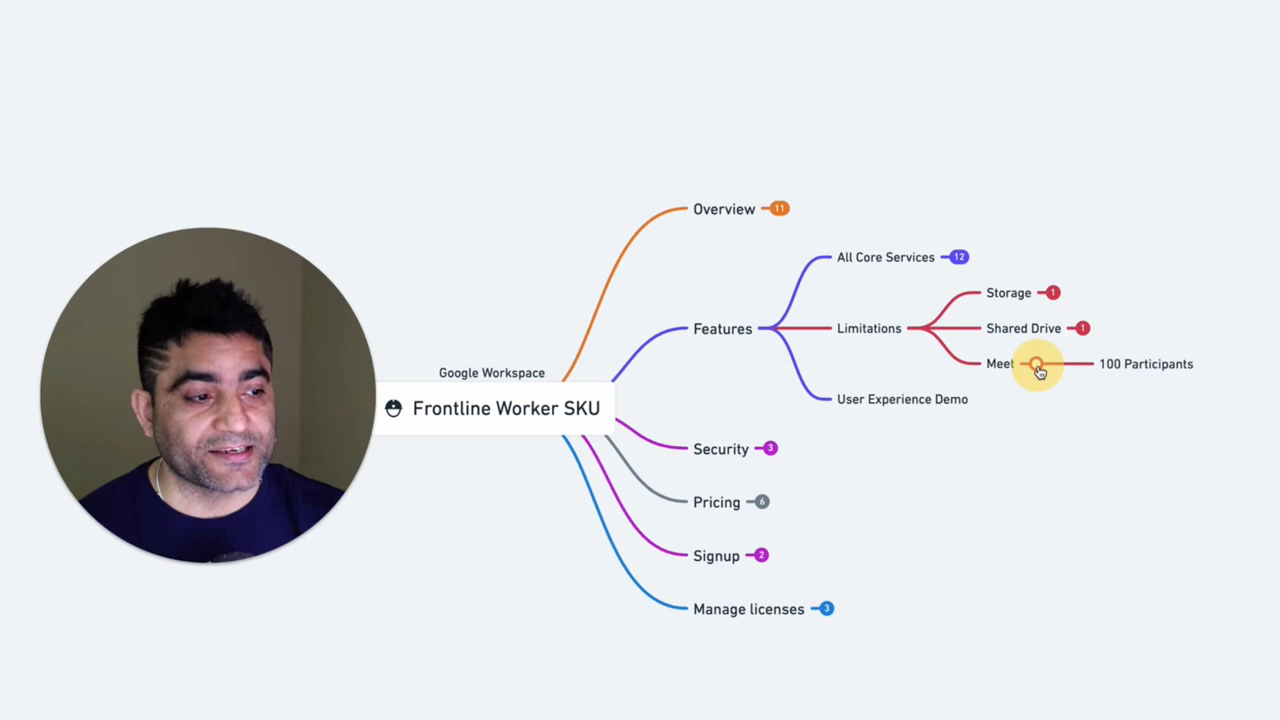 Overview 11
All Core Services 12
Storage 1
Features
Limitations
Shared Drive 1
Meet
100 Participants
Google Workspace
Frontline Worker SKU
User Experience Demo
Security 3
Pricing 6
Signup 2
Manage licenses 3